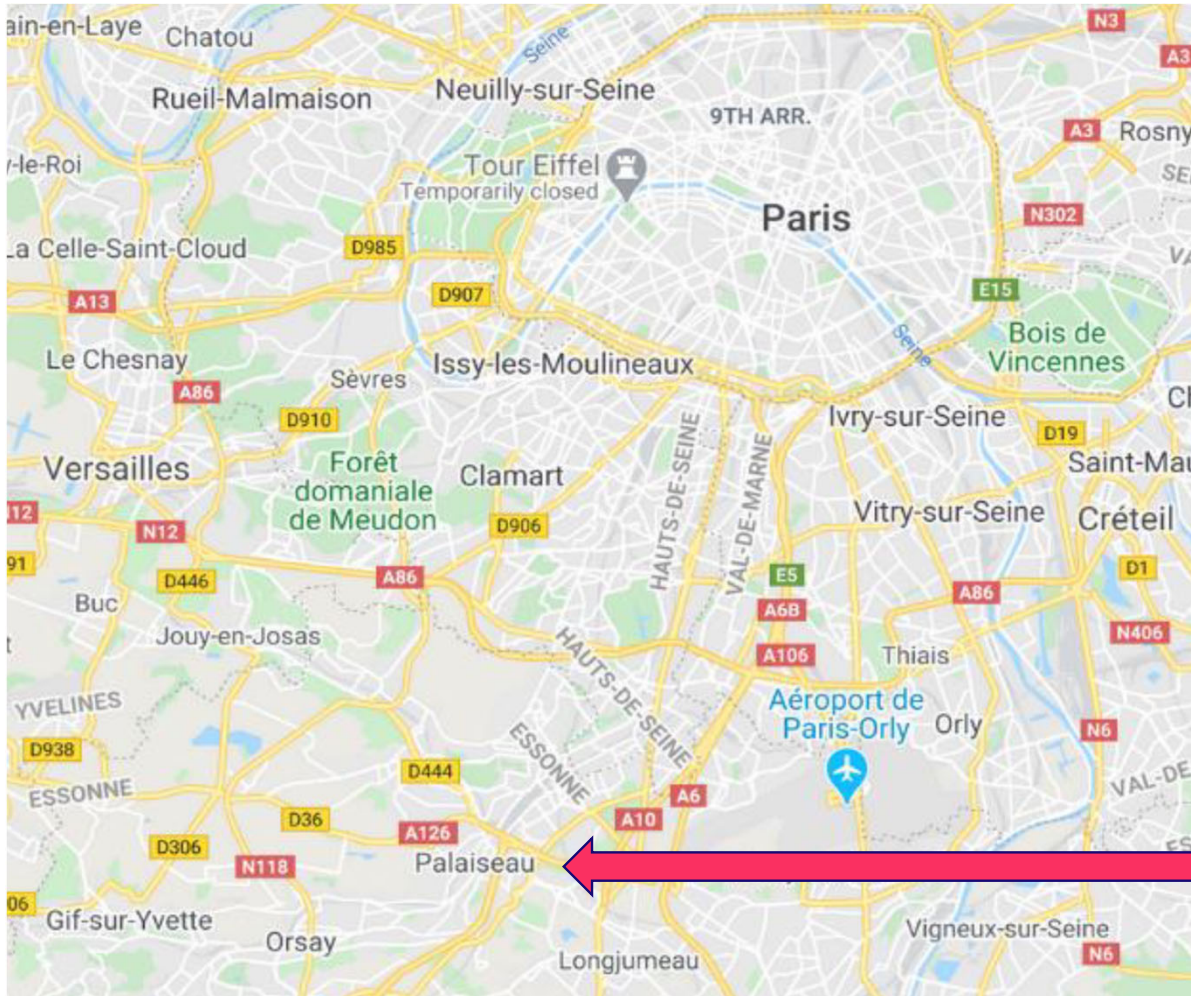 ain-en-Laye
Chatou
Seine
N3
A3
Rueil-Malmaison
Neuilly-sur-Seine
9TH ARR.
A3
Rosny
y-le-Roi
Tour Eiffel
Temporarily closed
N302
Paris
La Celle-Saint-Cloud
D985
A13
D907
E15
Seine
Bois de
Vincennes
Le Chesnay
Issy-les-Moulineaux
Sèvres
A86
D910
Ivry-sur-Seine
D19
Versailles
Forêt
domaniale
de Meudon
Clamart
HAUTS-DE-SEINE
VAL-DE-MARNE
Saint-Mau
N12
D906
Vitry-sur-Seine
Créteil
91
D446
A86
E5
D1
Buc
A6B
A86
Jouy-en-Josas
HAUTS-DE-SEINE
A106
Thiais
N406
YVELINES
Aéroport de
Paris-Orly
Orly
N6
D938
ESSONNE
ESSONNE
D444
VAL-DE
A6
D36
A126
A10
D306
N118
Palaiseau
06
Gif-sur-Yvette
Orsay
Vigneux-sur-Seine
Longjumeau
N6